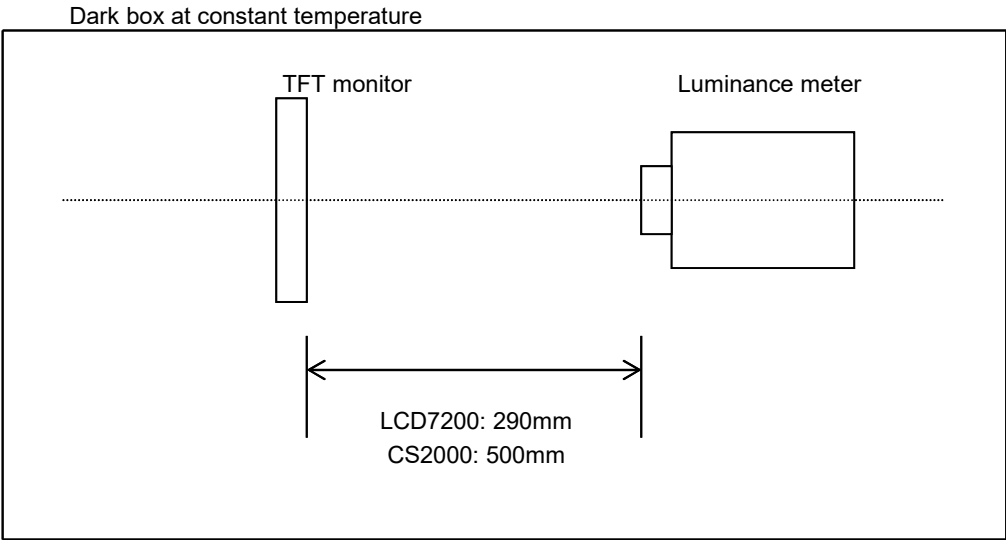 Dark box at constant temperature
TFT monitor
Luminance meter
LCD7200: 290mm
CS2000: 500mm